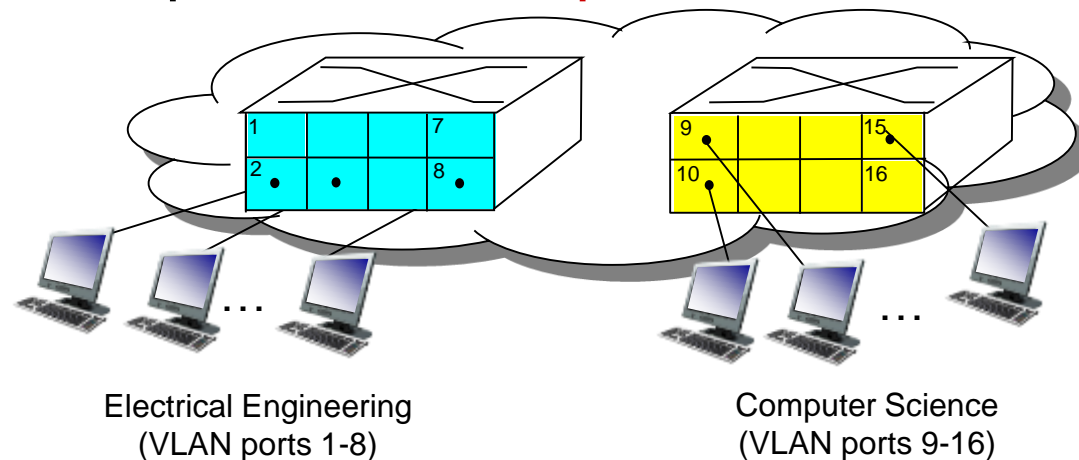 1
7
2
8
9
15
10
16
...
...
Electrical Engineering
(VLAN ports 1-8)
Computer Science
(VLAN ports 9-16)